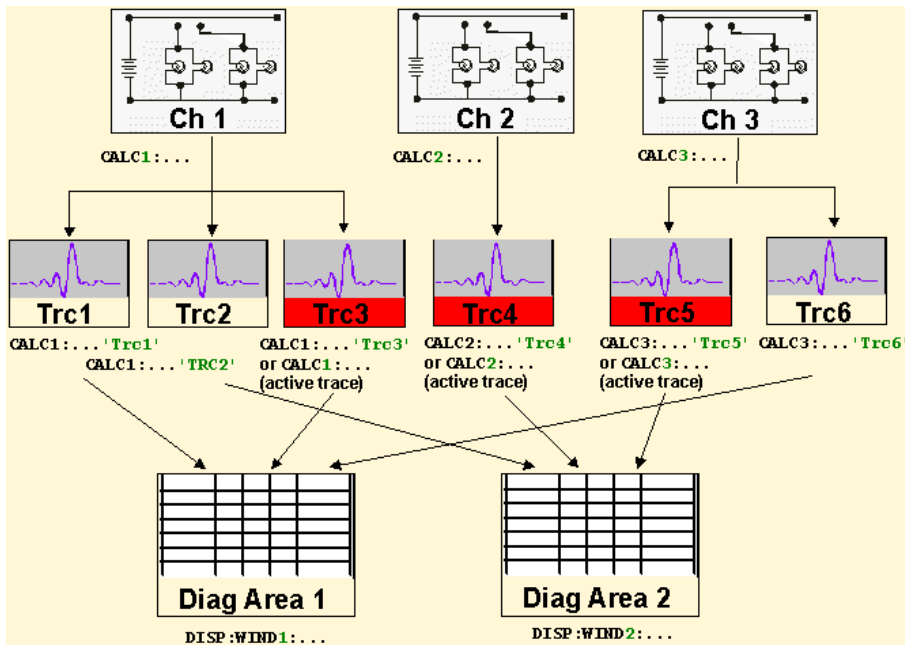 Ch 1
Ch 2
Ch 3
CALC1:...
CALC2:...
CALC3:...
Trc1
Trc2
Trc3
Trc4
Trc5
Trc6
CALC1:...'Trc1'
CALC1:...'TRC2'
CALC1:...'Trc3'
or CALC1:...
(active trace)
CALC2:...'Trc4'
or CALC2:...
(active trace)
CALC3:...'Trc5'
or CALC3:...
(active trace)
CALC3:...'Trc6'
Diag Area 1
Diag Area 2
DISP:WIND1:...
DISP:WIND2:...